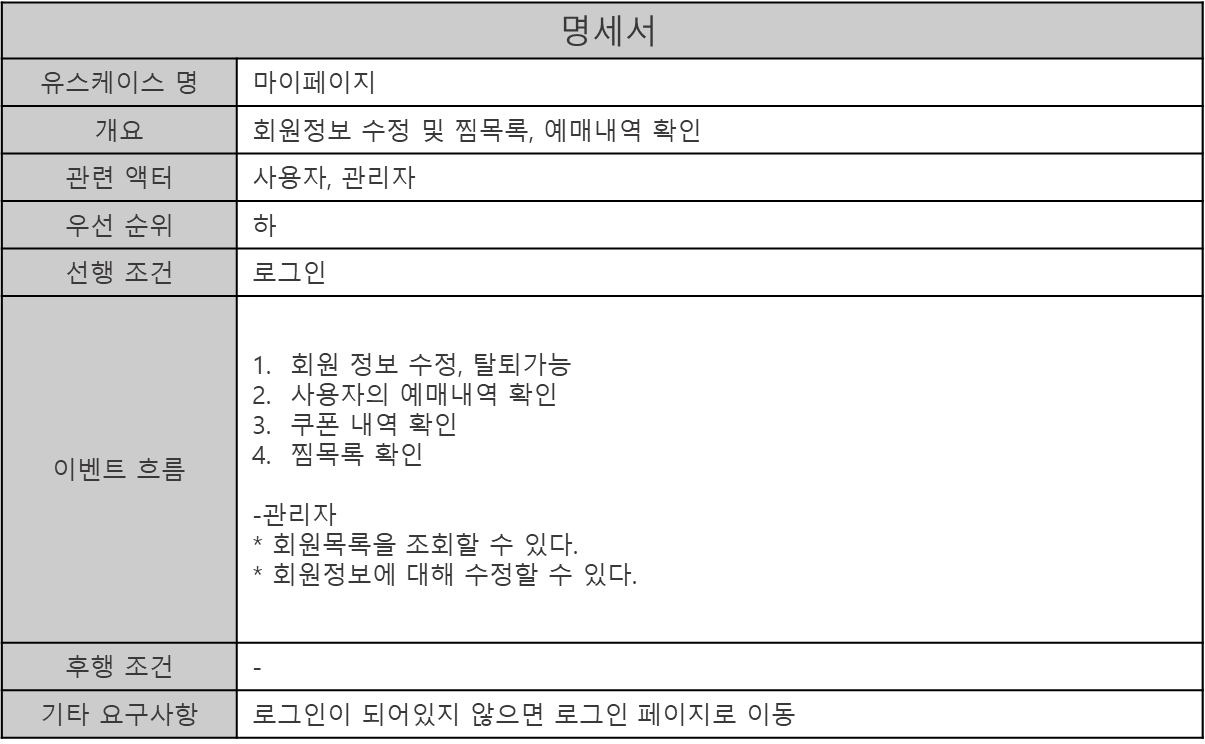 명세서
유스케이스 명
마이페이지
개요
회원정보 수정 및 찜목록, 예매내역 확인
관련 액터
사용자, 관리자
우선 순위
하
선행 조건
로그인
이벤트 흐름
1. 회원 정보 수정, 탈퇴가능
2. 사용자의 예매내역 확인
3. 쿠폰 내역 확인
4. 찜목록 확인
-관리자
* 회원목록을 조회할 수 있다.
* 회원정보에 대해 수정할 수 있다.
후행 조건
-
기타 요구사항
로그인이 되어있지 않으면 로그인 페이지로 이동